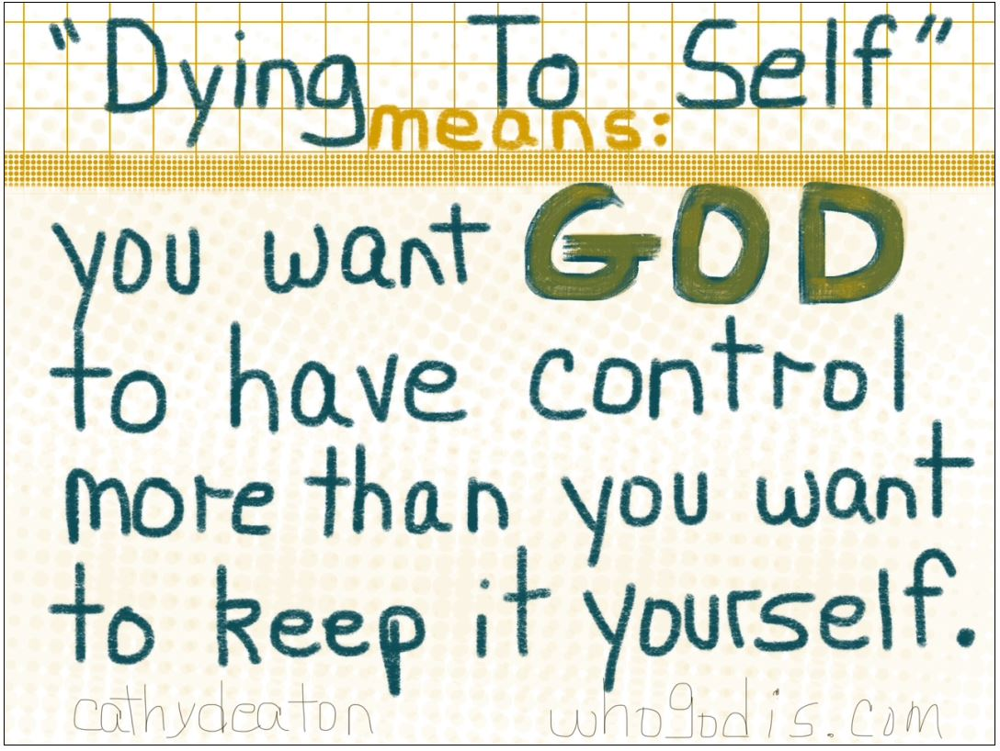 "Dying To Self"
means:
you want GOD
to have control
more than you want
to keep it yourself.
cathydeaton whogodis.com